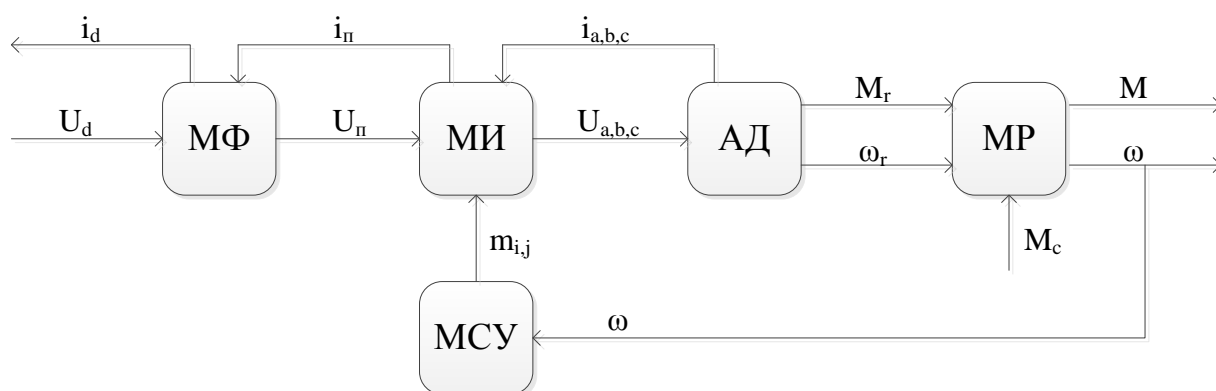 i_d
i_п
i_a,b,c
U_d
МФ
U_п
МИ
U_a,b,c
АД
M_r
ω_r
МР
M
ω
m_i,j
M_c
МСУ
ω